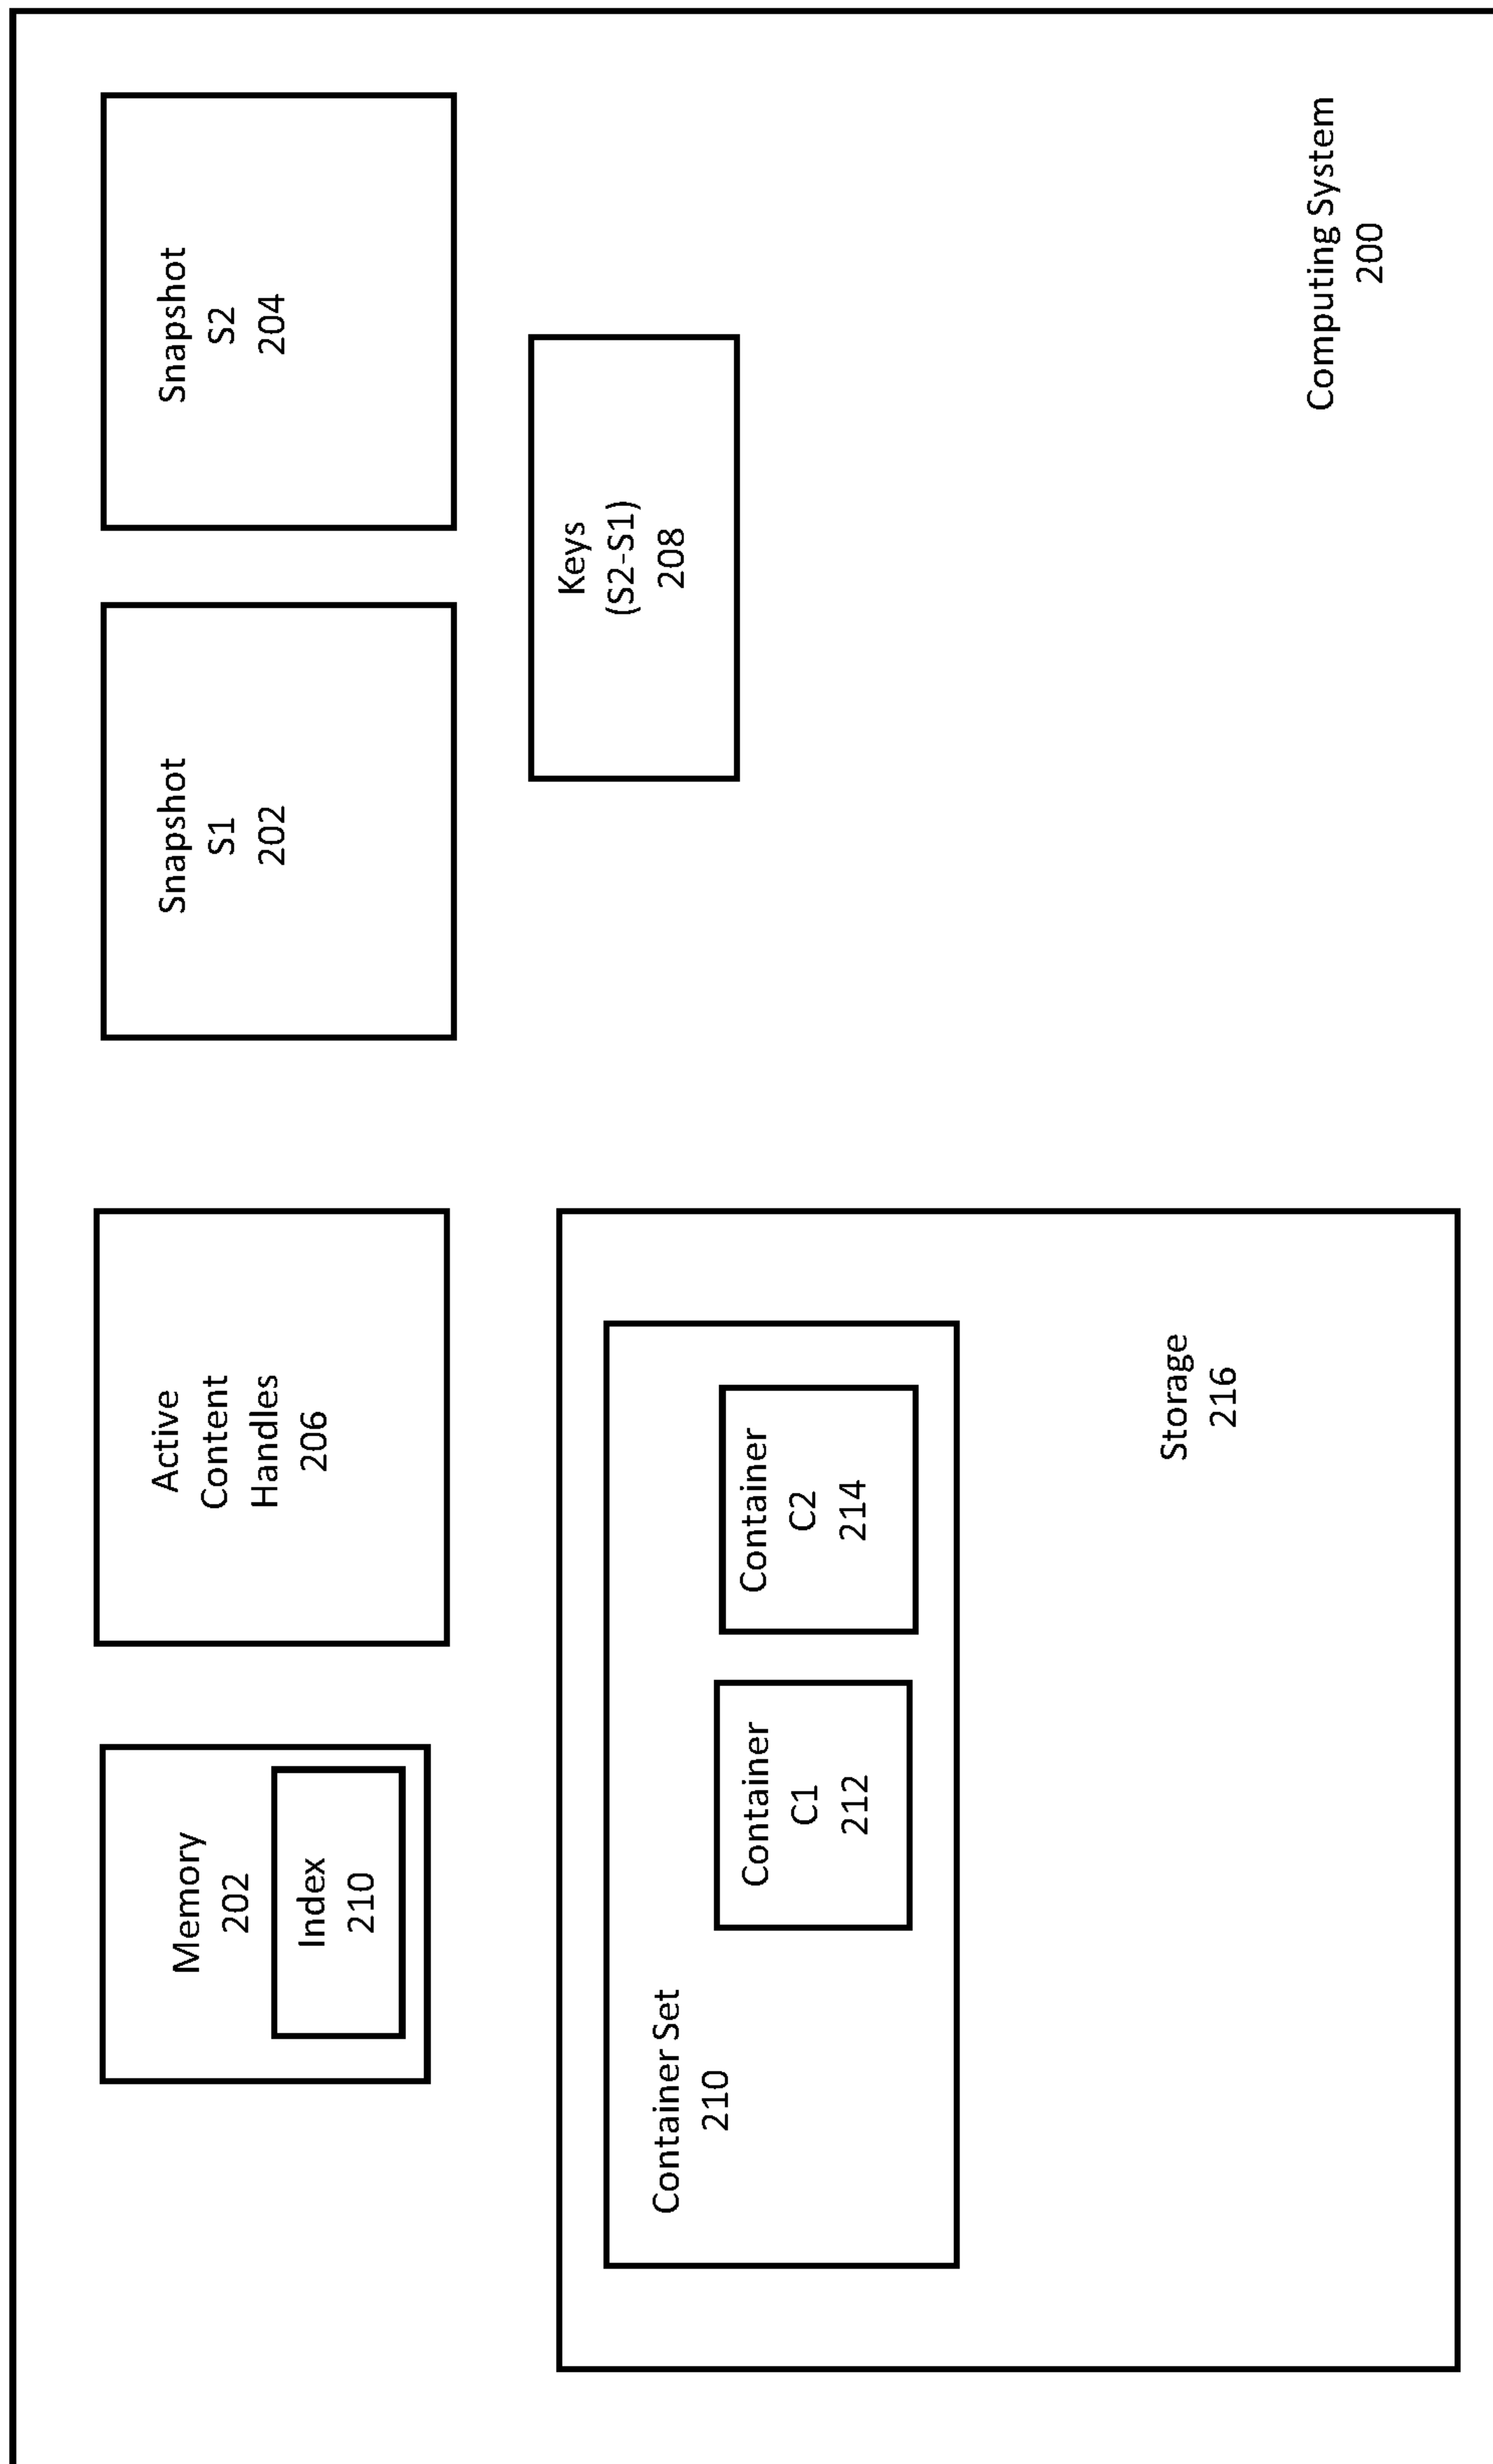 Memory
202
Index
210
Active
Content
Handles
206
Snapshot
S1
202
Snapshot
S2
204
Keys
(S2-S1)
208
Container Set
210
Container
C1
212
Container
C2
214
Storage
216
Computing System
200